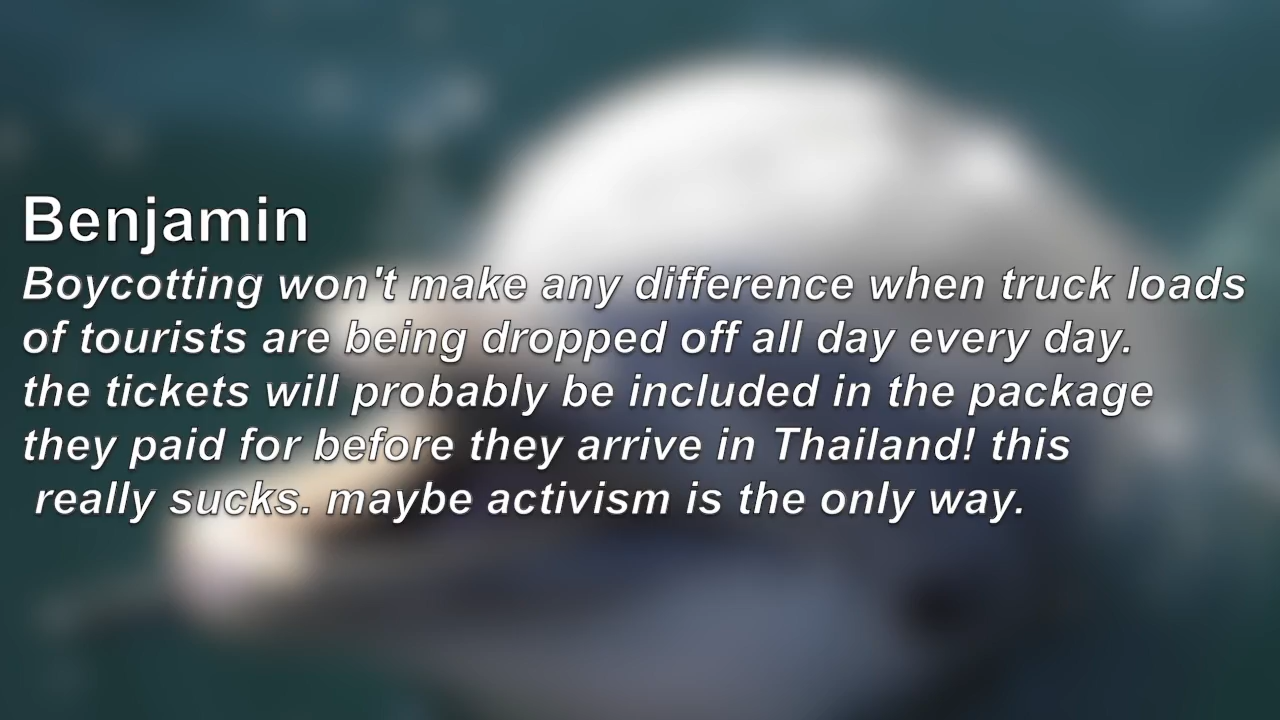 Benjamin
Boycotting won't make any difference when truck loads
of tourists are being dropped off all day every day.
the tickets will probably be included in the package
they paid for before they arrive in Thailand! this
really sucks. maybe activism is the only way.